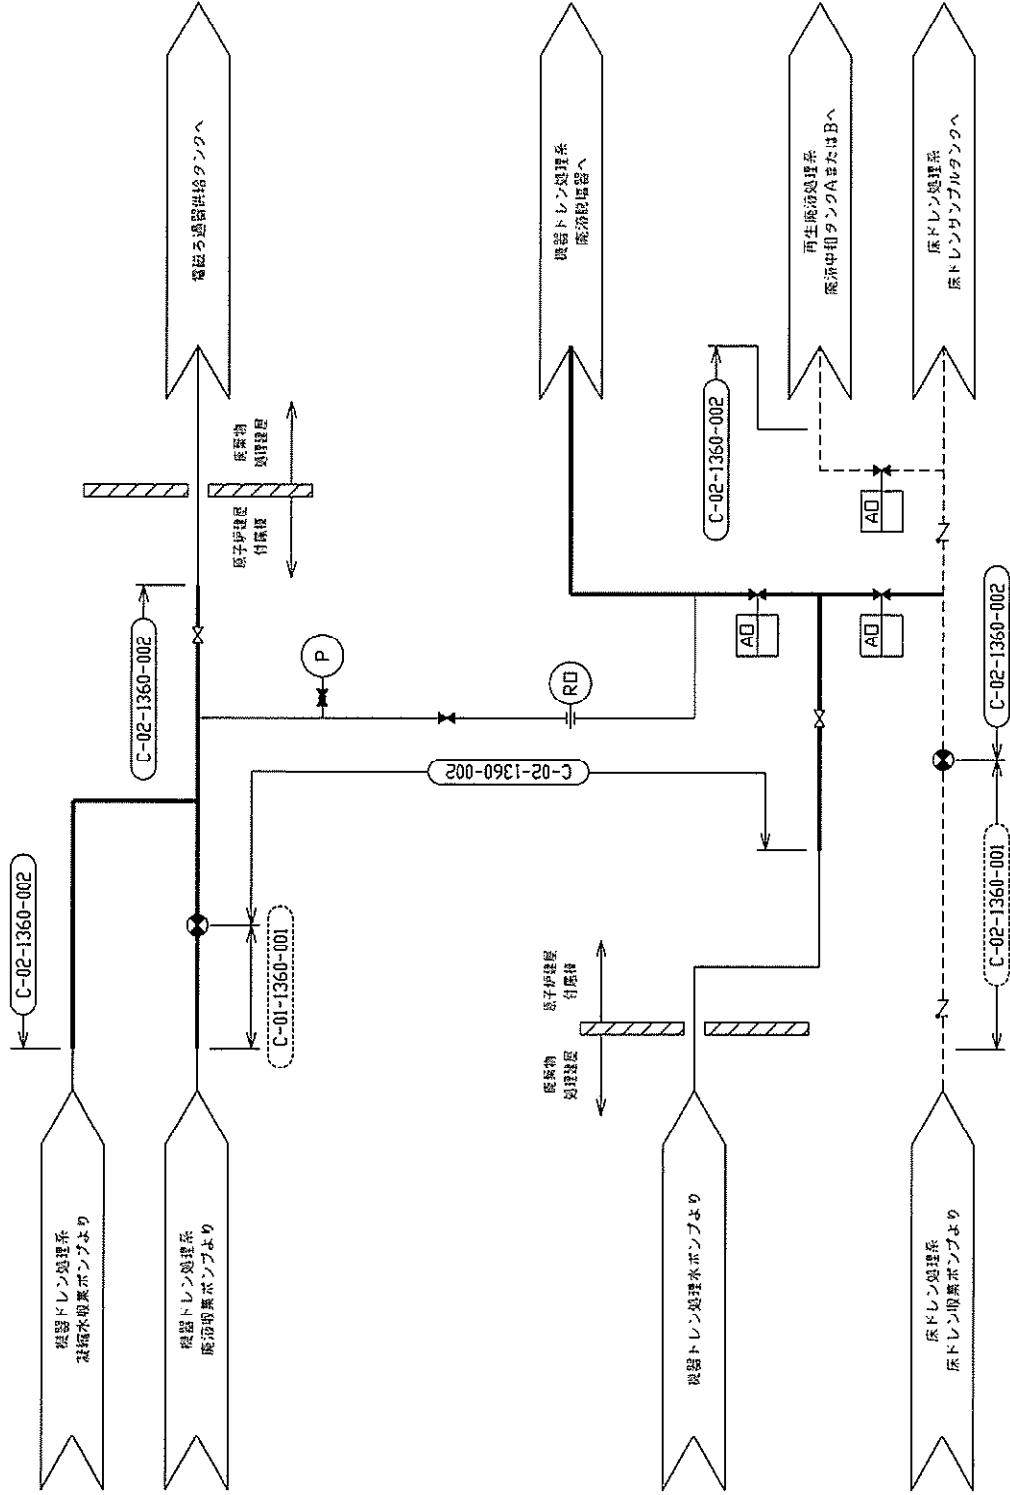 電磁ろ過器供給タンクへ
機器ドレン処理系
廃液脱塩器へ
再生廃液処理系
廃液中和タンクAまたはBへ
床ドレン処理系
床ドレンサンプルタンクへ
廃棄物
処理建屋
原子炉建屋
付属棟
C-02-1360-002
C-02-1360-002
P
RO
AO
AO
AO
C-02-1360-002
C-02-1360-002
C-02-1360-002
C-01-1360-001
C-02-1360-001
原子炉建屋
付属棟
廃棄物
処理建屋
機器ドレン処理系
凝縮水収集ポンプより
機器ドレン処理系
廃液収集ポンプより
機器ドレン処理水ポンプより
床ドレン処理系
床ドレン収集ポンプより